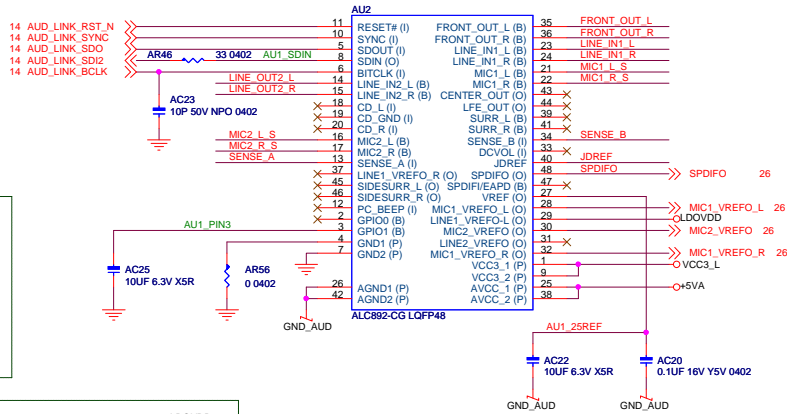 AU2
14 AUD_LINK_RST_N 11 RESET# (I) FRONT_OUT_L (B) 35 FRONT_OUT_L
14 AUD_LINK_SYNC 10 SYNC (I) FRONT_OUT_R (B) 36 FRONT_OUT_R
14 AUD_LINK_SDO 5 SDOUT (I) LINE_IN1_L (B) 23 LINE_IN1_L
14 AUD_LINK_SDI2 AR46 33 0402 AU1_SDIN 8 SDIN (O) LINE_IN1_R (B) 24 LINE_IN1_R
14 AUD_LINK_BCLK 6 BITCLK (I) MIC1_L (B) 21 MIC1_L_S
LINE_OUT2_L 14 LINE_IN2_L (B) MIC1_R (B) 22 MIC1_R_S
LINE_OUT2_R 15 LINE_IN2_R (B) CENTER_OUT (O) 43
AC23 18 CD_L (I) LFE_OUT (O) 44
10P 50V NPO 0402 19 CD_GND (I) SURR_L (B) 39
20 CD_R (I) SURR_R (B) 41
MIC2_L_S 16 MIC2_L (B) SENSE_B (I) 34 SENSE_B
MIC2_R_S 17 MIC2_R (B) DCVOL (I) 33
SENSE_A 13 SENSE_A (I) JDREF 40 JDREF
37 LINE1_VREFO_R (O) SPDIFO (O) 48 SPDIFO SPDIFO 26
45 SIDESURR_L (O) SPDIFI/EAPD (B) 47
46 SIDESURR_R (O) VREF (O) 27
12 PC_BEEP (I) MIC1_VREFO_L (O) 28 MIC1_VREFO_L 26
2 GPIO0 (B) LINE1_VREFO-L (O) 29 LDOVDD
AU1_PIN3 3 GPIO1 (B) MIC2_VREFO (O) 30 MIC2_VREFO 26
4 GND1 (P) LINE2_VREFO (O) 31
7 GND2 (P) MIC1_VREFO_R (O) 32 MIC1_VREFO_R 26
VCC3_1 (P) 1 VCC3_L
AC25 AR56 VCC3_2 (P) 9
10UF 6.3V X5R 0 0402 26 AGND1 (P) AVCC_1 (P) 25 +5VA
42 AGND2 (P) AVCC_2 (P) 38
ALC892-CG LQFP48
GND_AUD
AU1_25REF
AC22 AC20
10UF 6.3V X5R 0.1UF 16V Y5V 0402
GND_AUD GND_AUD